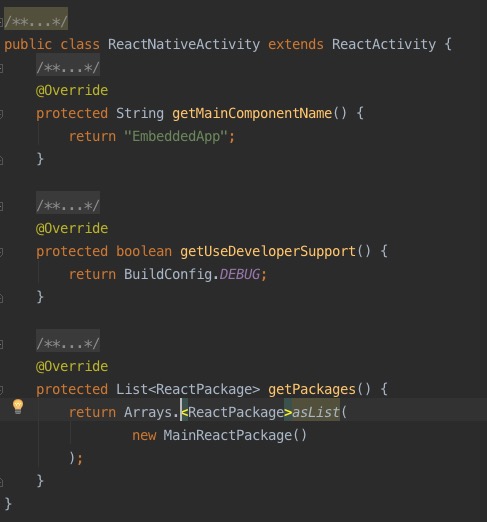 /**...*/
public class ReactNativeActivity extends ReactActivity {
    /**...*/
    @Override
    protected String getMainComponentName() {
        return "EmbeddedApp";
    }

    /**...*/
    @Override
    protected boolean getUseDeveloperSupport() {
        return BuildConfig.DEBUG;
    }

    /**...*/
    @Override
    protected List<ReactPackage> getPackages() {
        return Arrays.<ReactPackage>asList(
                new MainReactPackage()
        );
    }
}